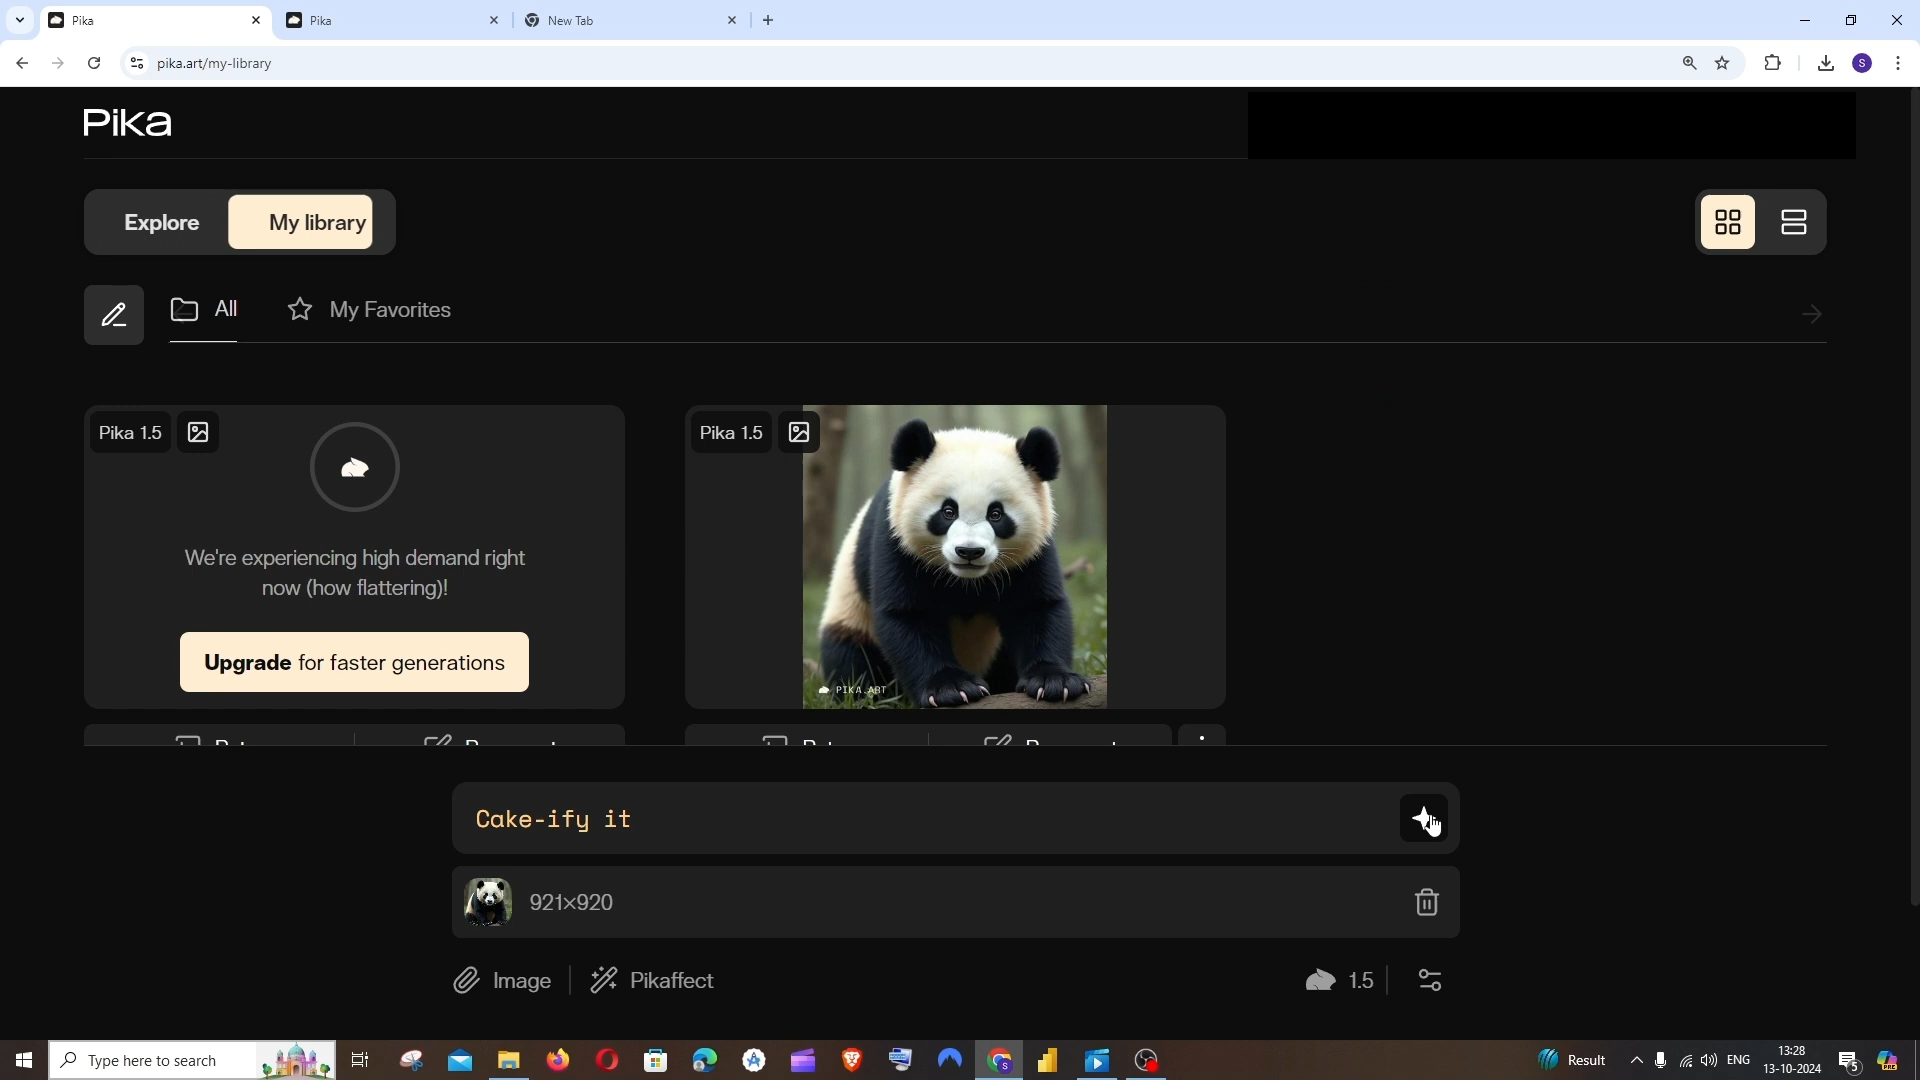 Pika
Pika
New Tab
pika.art/my-library
S
Pika
Explore
My library
All
My Favorites
Pika 1.5
We're experiencing high demand right
now (how flattering)!
Upgrade for faster generations
Pika 1.5
PIKA.ART
Cake-ify it
921×920
Image
Pikaffect
1.5
Type here to search
Result
ENG
13:28
13-10-2024
5